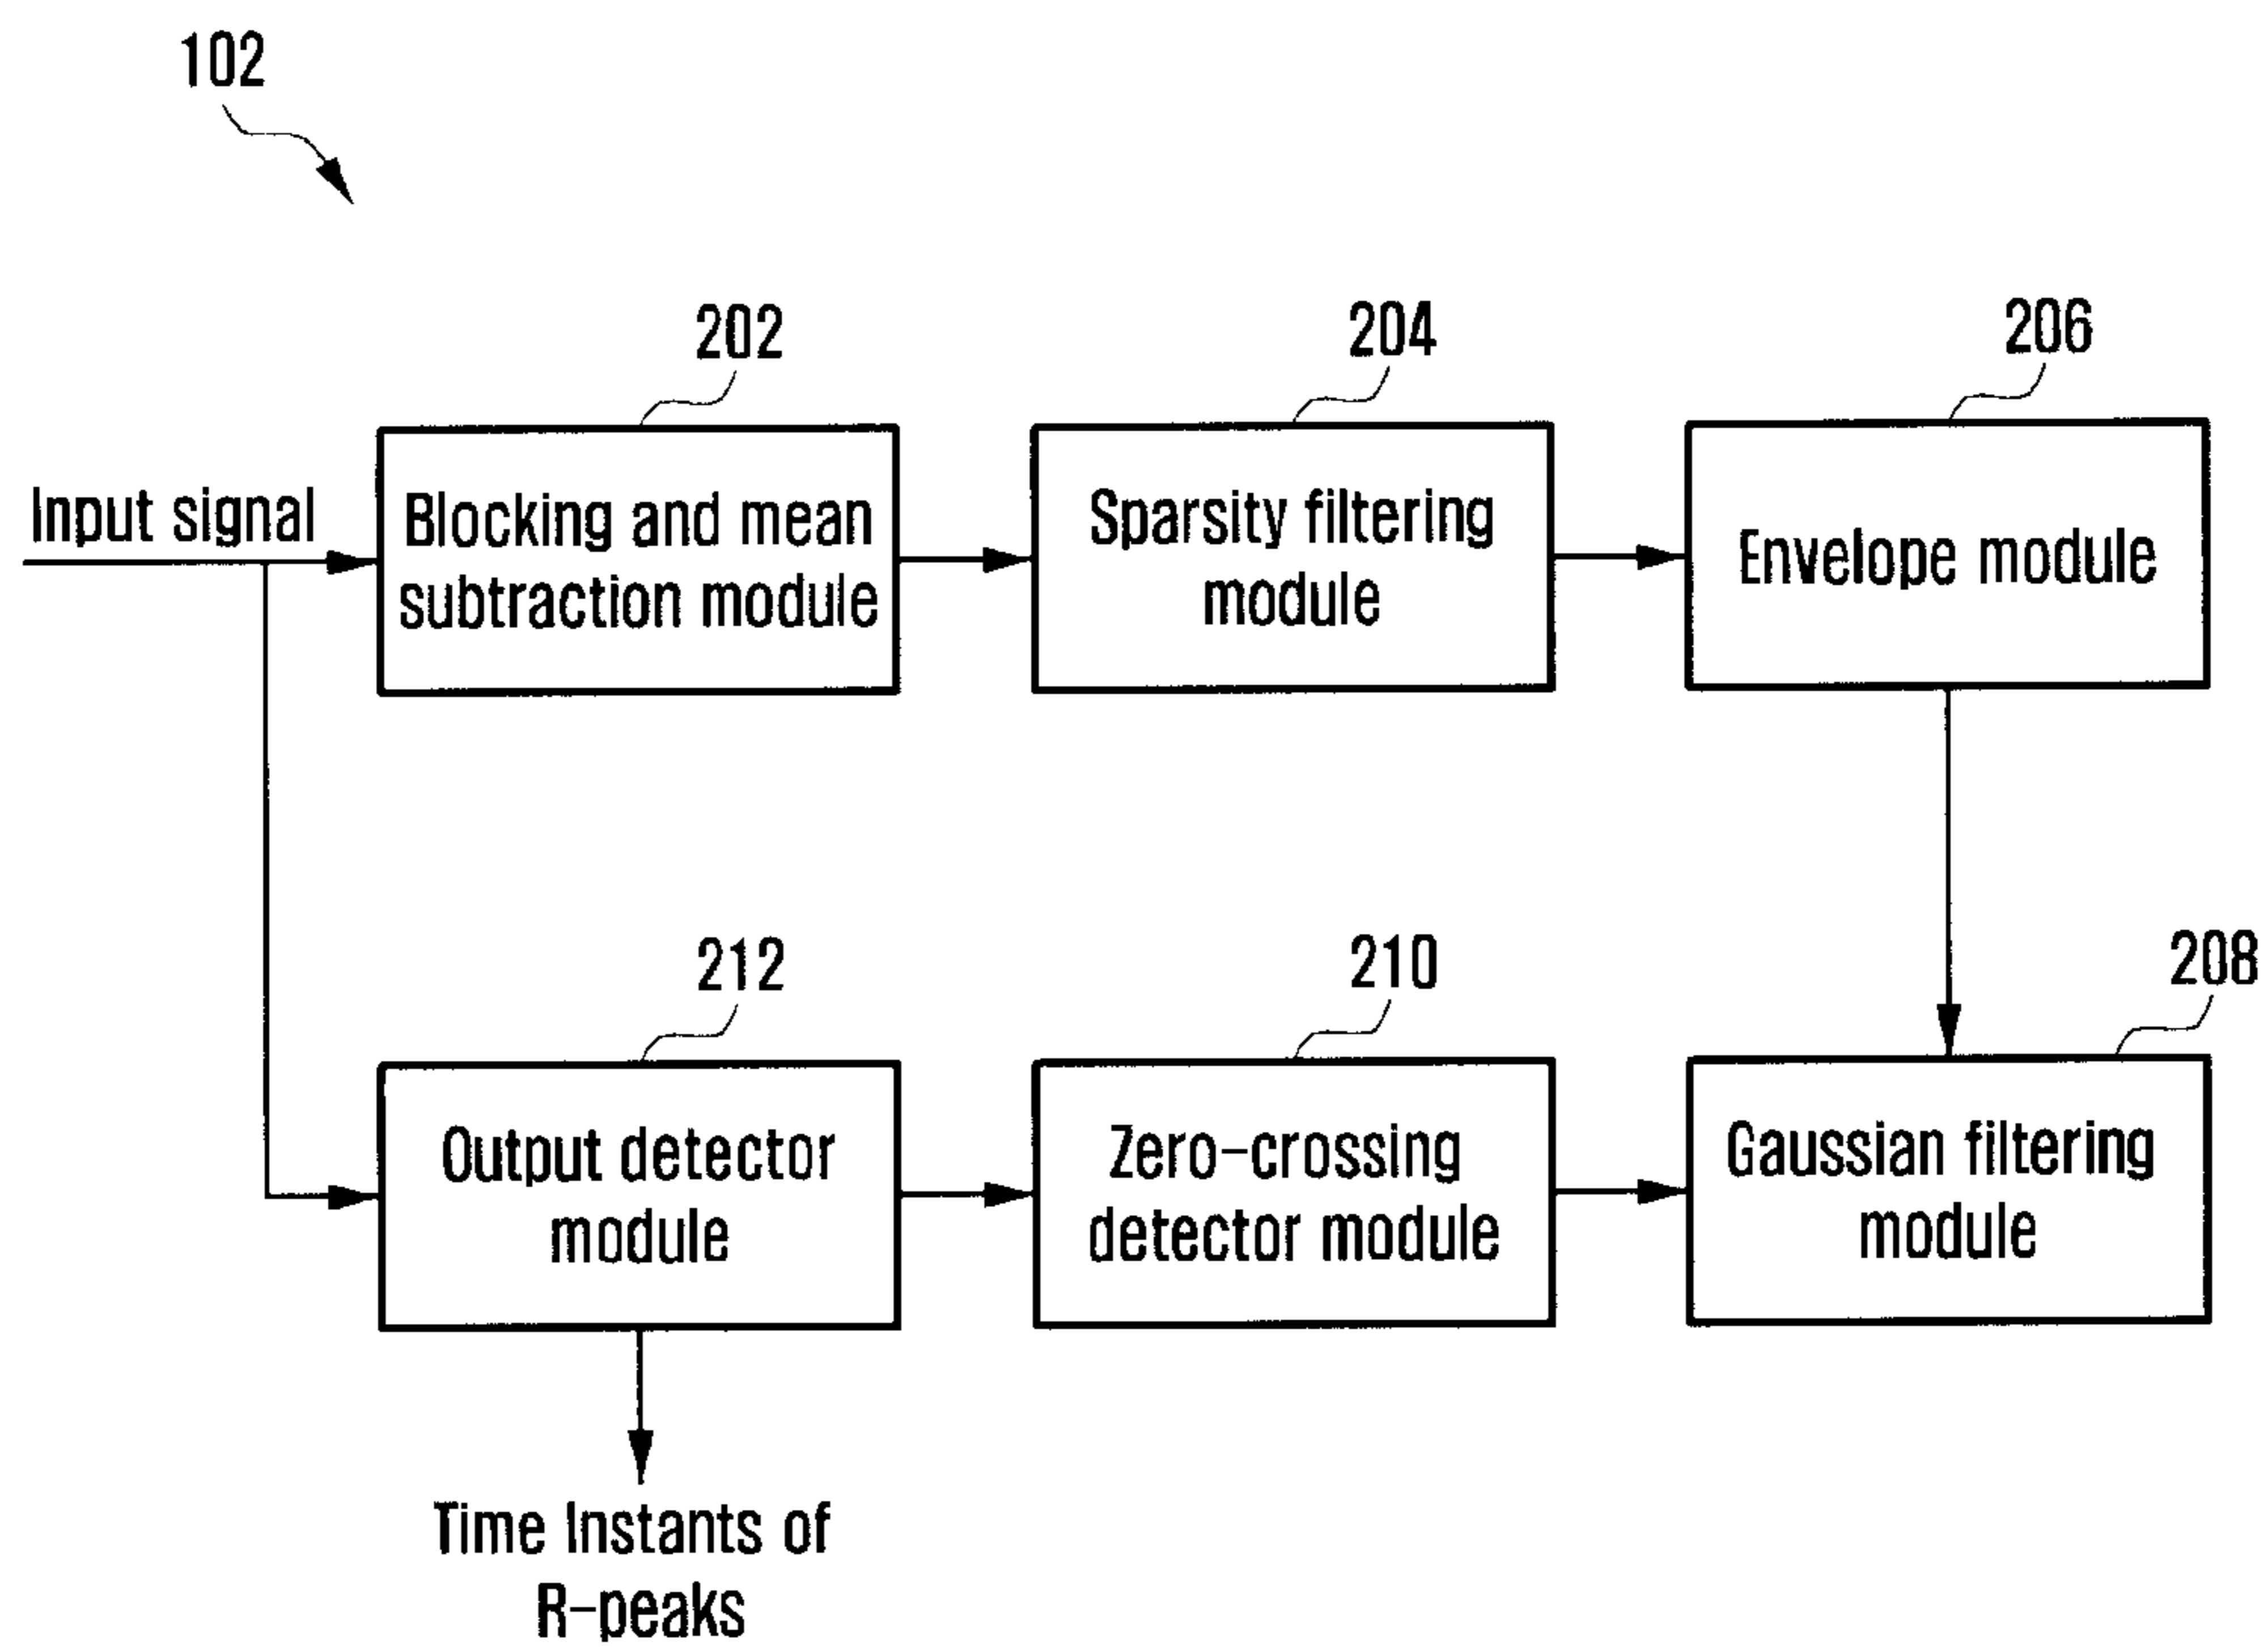 102
202
204
206
Input signal
Blocking and mean
subtraction module
Sparsity filtering
module
Envelope module
212
210
208
Output detector
module
Zero-crossing
detector module
Gaussian filtering
module
Time Instants of
R-peaks